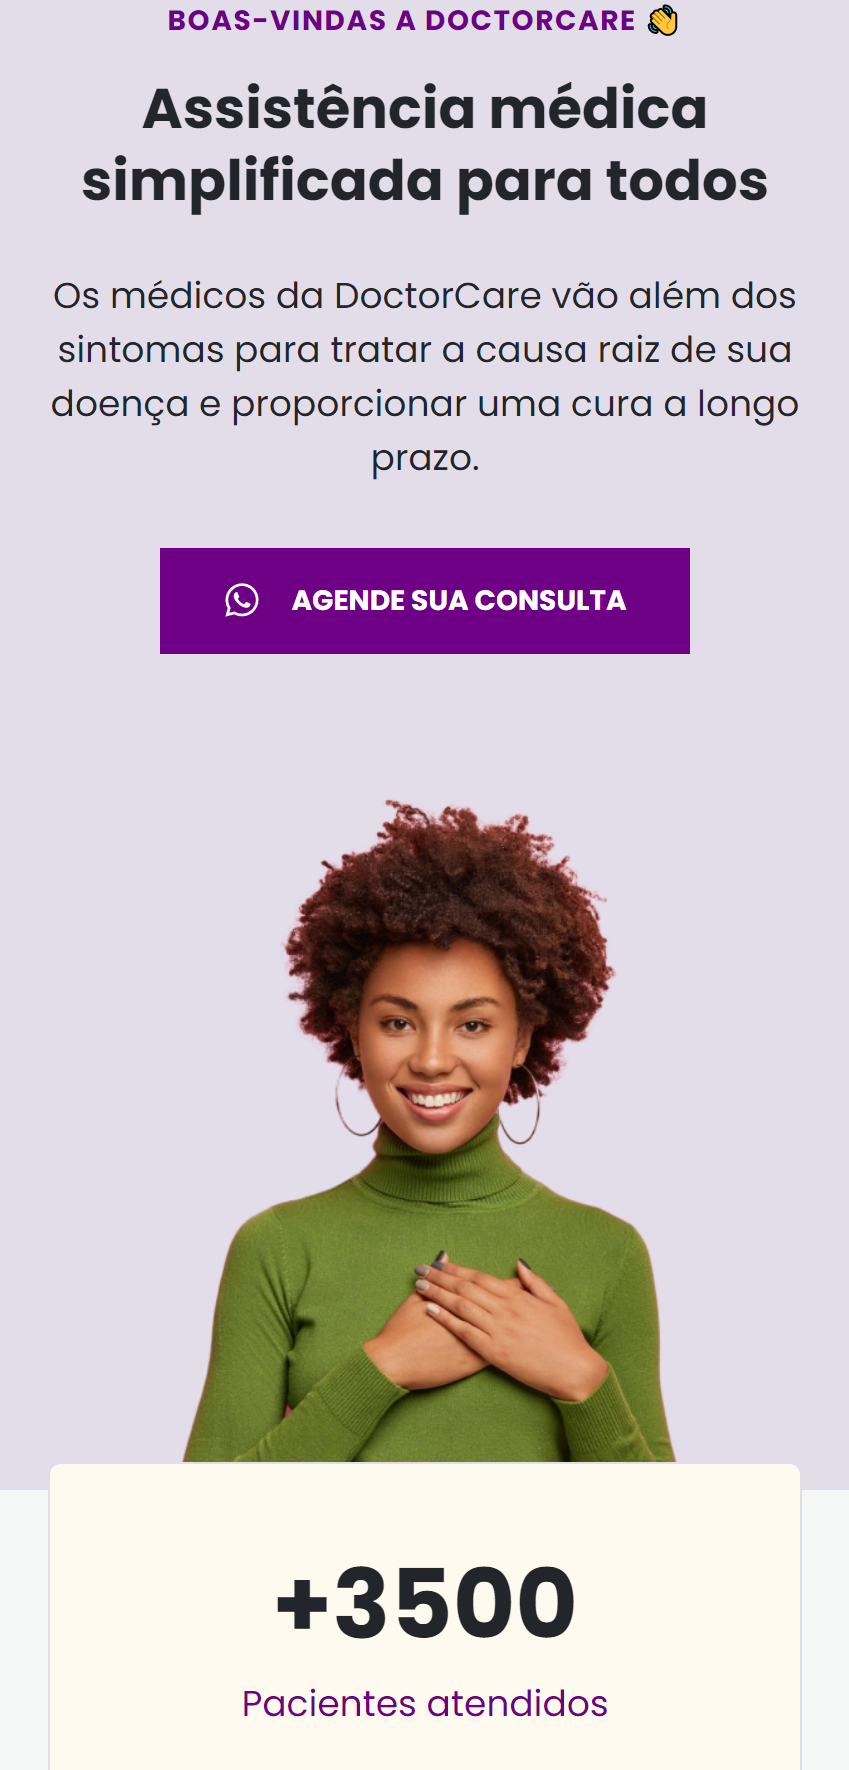 BOAS-VINDAS A DOCTORCARE 👋
Assistência médica
simplificada para todos
Os médicos da DoctorCare vão além dos
sintomas para tratar a causa raiz de sua
doença e proporcionar uma cura a longo
prazo.
AGENDE SUA CONSULTA
+3500
Pacientes atendidos